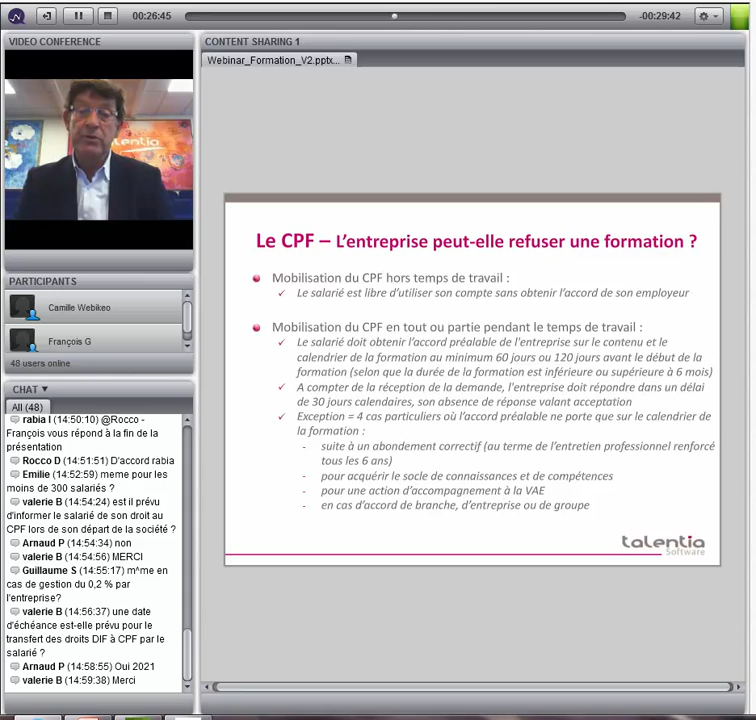 00:26:45
-00:29:42
VIDEO CONFERENCE
CONTENT SHARING 1
Webinar_Formation_V2.pptx...
talentia
PARTICIPANTS
Camille Webikeo
François G
48 users online
CHAT
All (48)
rabia I (14:50:10) @Rocco -
François vous répond à la fin de la
présentation
Rocco D (14:51:51) D'accord rabia
Emilie (14:52:59) meme pour les
moins de 300 salariés ?
valerie B (14:54:24) est il prévu
d'informer le salarié de son droit au
CPF lors de son départ de la société ?
Arnaud P (14:54:34) non
valerie B (14:54:56) MERCI
Guillaume S (14:55:17) m^me en
cas de gestion du 0,2 % par
l'entreprise?
valerie B (14:56:37) une date
d'échéance est-elle prévu pour le
transfert des droits DIF à CPF par le
salarié ?
Arnaud P (14:58:55) Oui 2021
valerie B (14:59:38) Merci
Le CPF – L'entreprise peut-elle refuser une formation ?
Mobilisation du CPF hors temps de travail :
✓ Le salarié est libre d'utiliser son compte sans obtenir l'accord de son employeur
Mobilisation du CPF en tout ou partie pendant le temps de travail :
✓ Le salarié doit obtenir l'accord préalable de l'entreprise sur le contenu et le
calendrier de la formation au minimum 60 jours ou 120 jours avant le début de la
formation (selon que la durée de la formation est inférieure ou supérieure à 6 mois)
✓ A compter de la réception de la demande, l'entreprise doit répondre dans un délai
de 30 jours calendaires, son absence de réponse valant acceptation
✓ Exception = 4 cas particuliers où l'accord préalable ne porte que sur le calendrier de
la formation :
- suite à un abondement correctif (au terme de l'entretien professionnel renforcé
tous les 6 ans)
- pour acquérir le socle de connaissances et de compétences
- pour une action d'accompagnement à la VAE
- en cas d'accord de branche, d'entreprise ou de groupe
talentia
Software